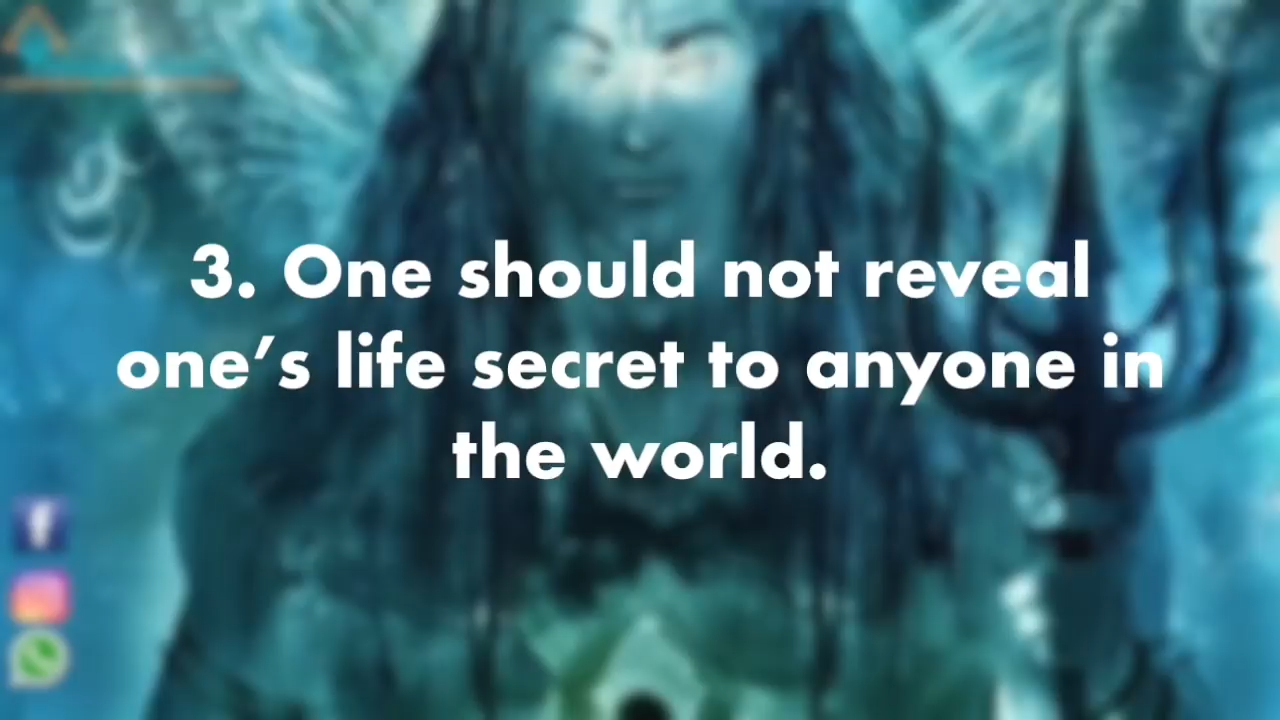 3. One should not reveal
one’s life secret to anyone in
the world.